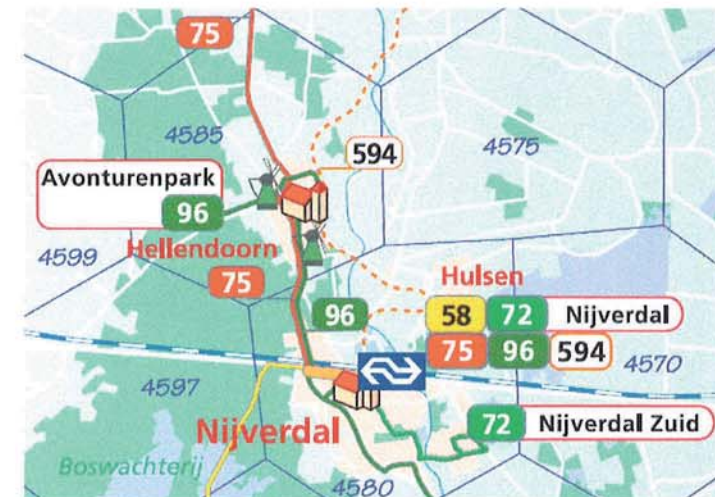 75
4585
594
4575
Avonturenpark
96
Hellendoorn
75
4599
Hulsen
96
58 72 Nijverdal
75 96 594
4570
4597
Nijverdal
72 Nijverdal Zuid
Boswachterij
4580